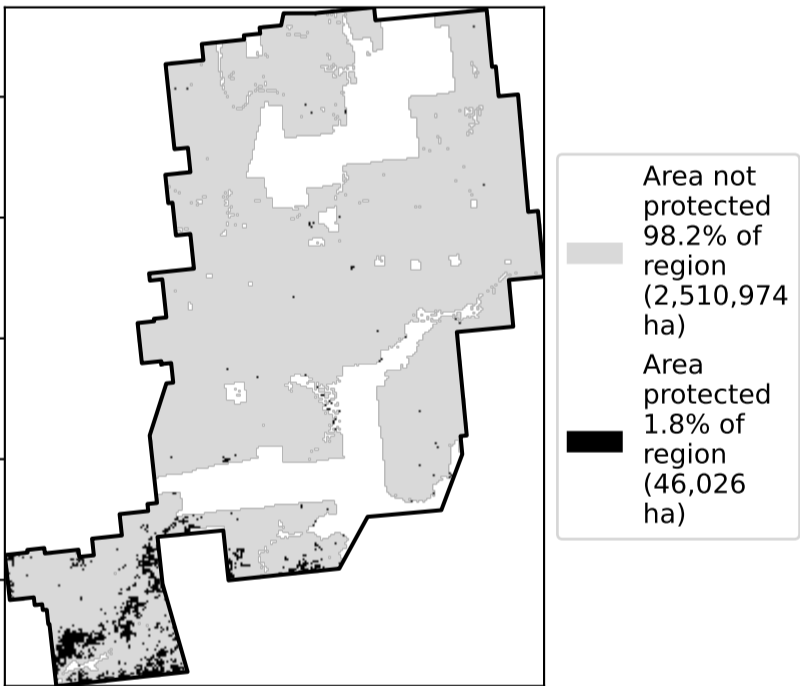 Area not
protected
98.2% of
region
(2,510,974
ha)
Area
protected
1.8% of
region
(46,026
ha)